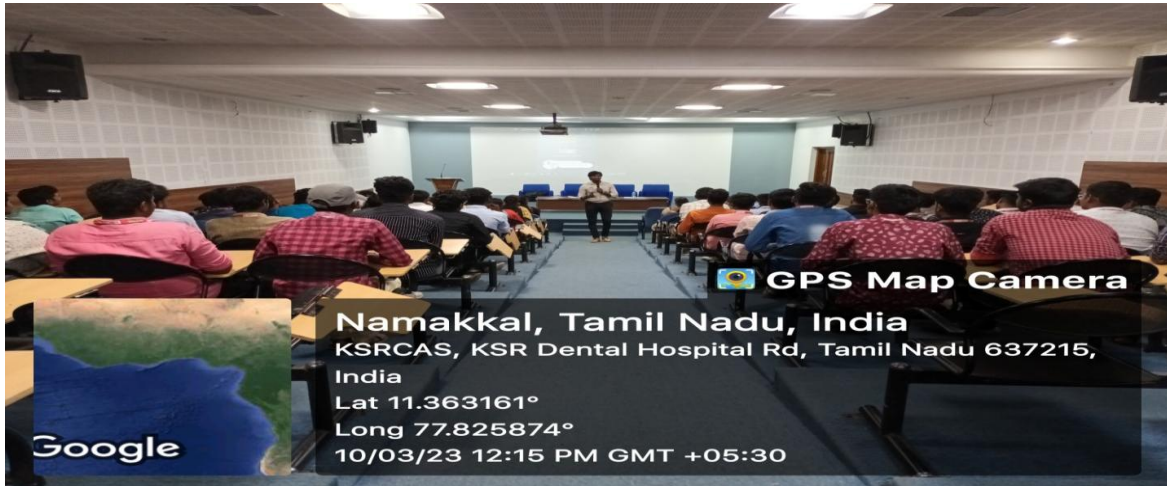 GPS Map Camera
Namakkal, Tamil Nadu, India
KSRCAS, KSR Dental Hospital Rd, Tamil Nadu 637215,
India
Lat 11.363161°
Long 77.825874°
10/03/23 12:15 PM GMT +05:30
Google